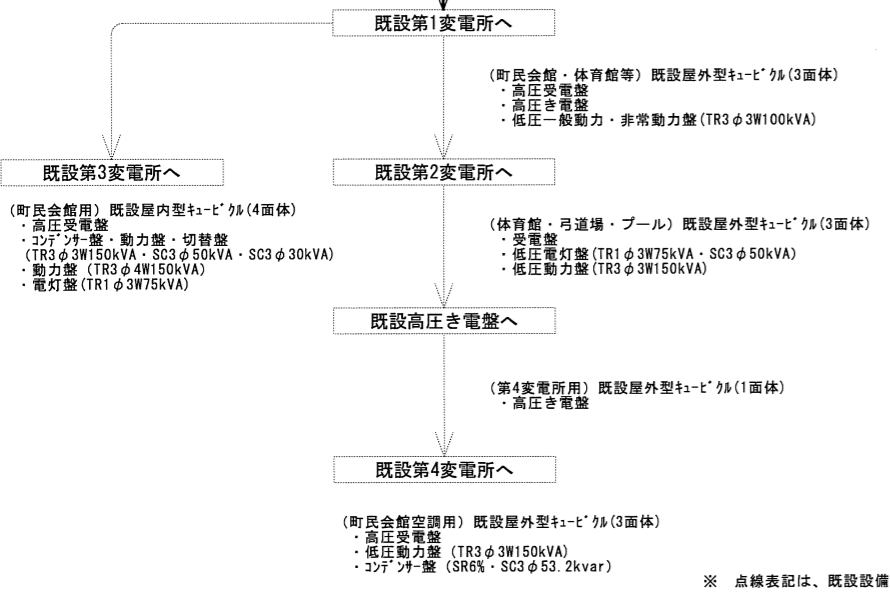 既設第1変電所へ
(町民会館・体育館等) 既設屋外型ｷｭｰﾋﾞｸﾙ(3面体)
・高圧受電盤
・高圧き電盤
・低圧一般動力・非常動力盤(TR3φ3W100kVA)
既設第3変電所へ
(町民会館用) 既設屋内型ｷｭｰﾋﾞｸﾙ(4面体)
・高圧受電盤
・ｺﾝﾃﾞﾝｻｰ盤・動力盤・切替盤
(TR3φ3W150kVA・SC3φ50kVA・SC3φ30kVA)
・動力盤 (TR3φ4W150kVA)
・電灯盤(TR1φ3W75kVA)
既設第2変電所へ
(体育館・弓道場・プール) 既設屋外型ｷｭｰﾋﾞｸﾙ(3面体)
・受電盤
・低圧電灯盤(TR1φ3W75kVA・SC3φ50kVA)
・低圧動力盤(TR3φ3W150kVA)
既設高圧き電盤へ
(第4変電所用) 既設屋外型ｷｭｰﾋﾞｸﾙ(1面体)
・高圧き電盤
既設第4変電所へ
(町民会館空調用) 既設屋外型ｷｭｰﾋﾞｸﾙ(3面体)
・高圧受電盤
・低圧動力盤 (TR3φ3W150kVA)
・ｺﾝﾃﾞﾝｻｰ盤 (SR6%・SC3φ53.2kvar)
※ 点線表記は、既設設備